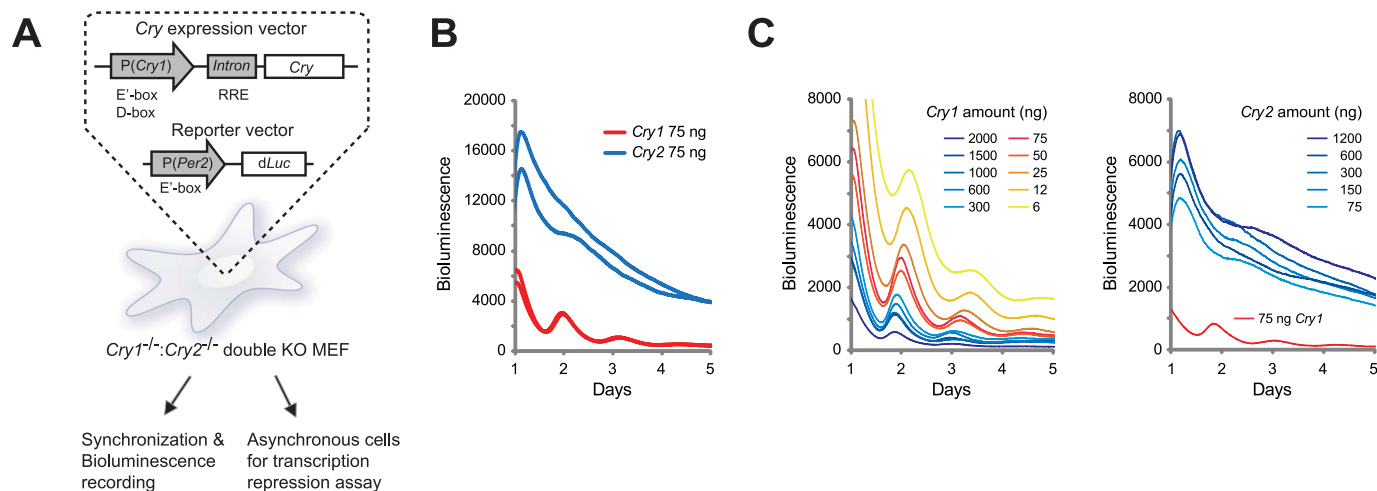 A
Cry expression vector
P(Cry1) Intron Cry
E'-box RRE
D-box
Reporter vector
P(Per2) dLuc
E'-box
Cry1-/-:Cry2-/- double KO MEF
Synchronization &
Bioluminescence
recording
Asynchronous cells
for transcription
repression assay
B
20000
16000
12000
8000
4000
0
Bioluminescence
Cry1 75 ng
Cry2 75 ng
1 2 3 4 5
Days
C
8000
6000
4000
2000
0
Bioluminescence
Cry1 amount (ng)
2000 75
1500 50
1000 25
600 12
300 6
1 2 3 4 5
Days
8000
6000
4000
2000
0
Bioluminescence
Cry2 amount (ng)
1200
600
300
150
75
75 ng Cry1
1 2 3 4 5
Days